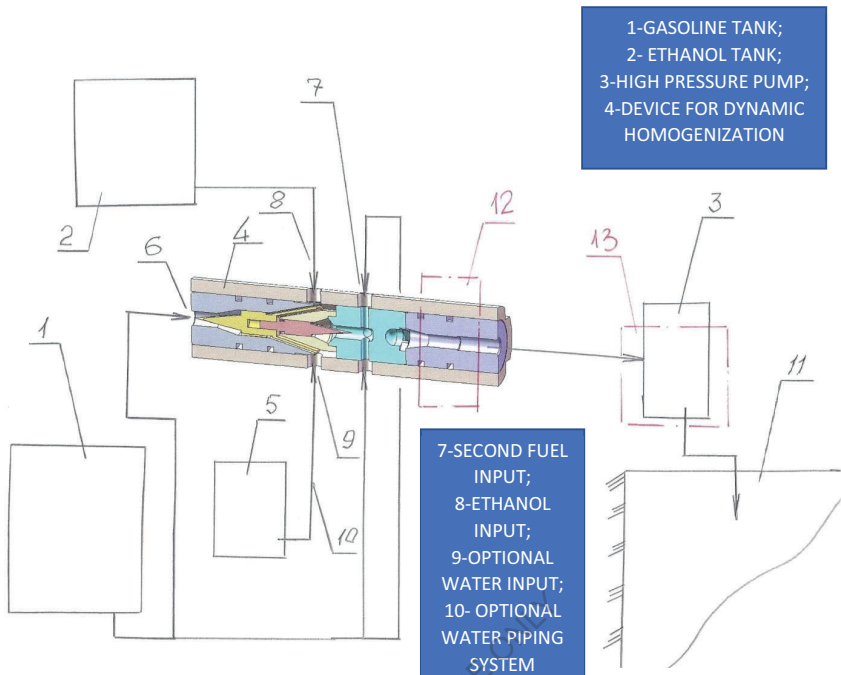 1-GASOLINE TANK;
2- ETHANOL TANK;
3-HIGH PRESSURE PUMP;
4-DEVICE FOR DYNAMIC
HOMOGENIZATION
7
8
12
3
2
4
13
6
1
11
5
9
7-SECOND FUEL
INPUT;
8-ETHANOL
INPUT;
9-OPTIONAL
WATER INPUT;
10- OPTIONAL
WATER PIPING
SYSTEM
10
ONLY